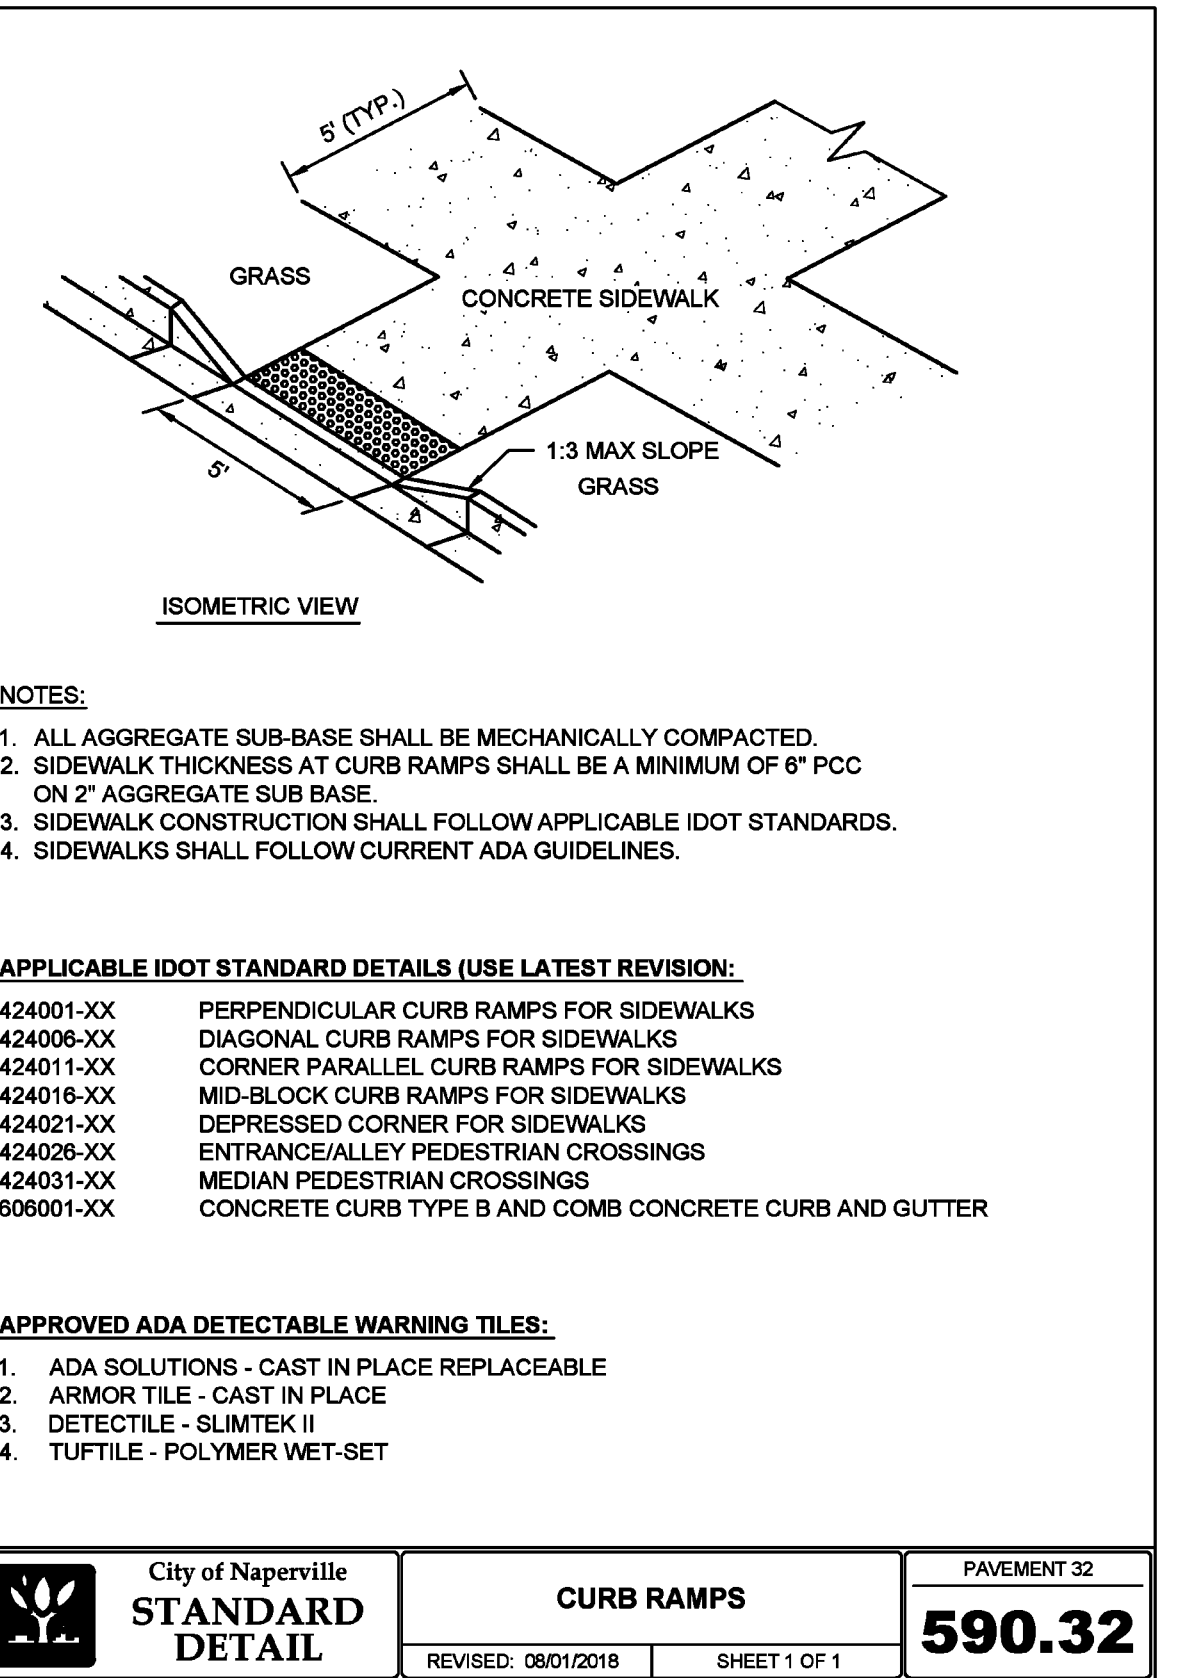 5' (TYP.)
GRASS
CONCRETE SIDEWALK
5'
1:3 MAX SLOPE
GRASS
ISOMETRIC VIEW
NOTES:
1. ALL AGGREGATE SUB-BASE SHALL BE MECHANICALLY COMPACTED.
2. SIDEWALK THICKNESS AT CURB RAMPS SHALL BE A MINIMUM OF 6" PCC
ON 2" AGGREGATE SUB BASE.
3. SIDEWALK CONSTRUCTION SHALL FOLLOW APPLICABLE IDOT STANDARDS.
4. SIDEWALKS SHALL FOLLOW CURRENT ADA GUIDELINES.
APPLICABLE IDOT STANDARD DETAILS (USE LATEST REVISION:
424001-XX PERPENDICULAR CURB RAMPS FOR SIDEWALKS
424006-XX DIAGONAL CURB RAMPS FOR SIDEWALKS
424011-XX CORNER PARALLEL CURB RAMPS FOR SIDEWALKS
424016-XX MID-BLOCK CURB RAMPS FOR SIDEWALKS
424021-XX DEPRESSED CORNER FOR SIDEWALKS
424026-XX ENTRANCE/ALLEY PEDESTRIAN CROSSINGS
424031-XX MEDIAN PEDESTRIAN CROSSINGS
606001-XX CONCRETE CURB TYPE B AND COMB CONCRETE CURB AND GUTTER
APPROVED ADA DETECTABLE WARNING TILES:
1. ADA SOLUTIONS - CAST IN PLACE REPLACEABLE
2. ARMOR TILE - CAST IN PLACE
3. DETECTILE - SLIMTEK II
4. TUFTILE - POLYMER WET-SET
City of Naperville
STANDARD
DETAIL
CURB RAMPS
REVISED: 08/01/2018
SHEET 1 OF 1
PAVEMENT 32
590.32